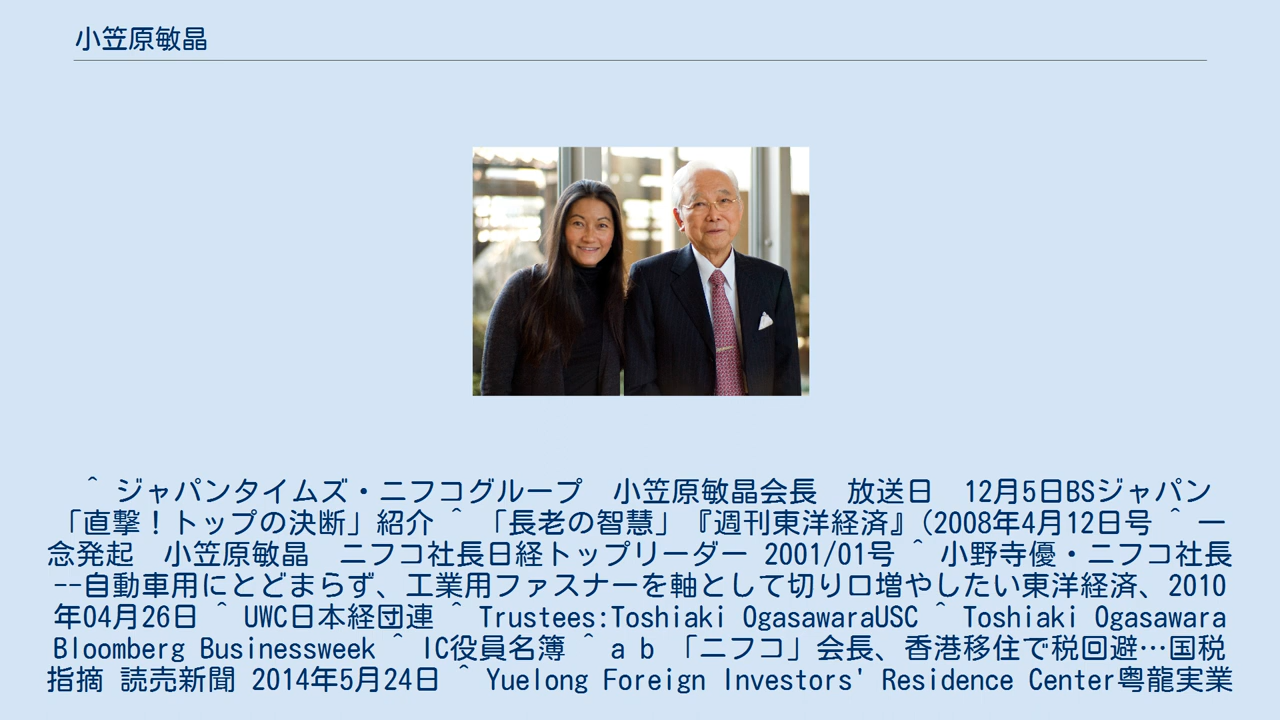 小笠原敏晶
^ ジャパンタイムズ・ニフコグループ　小笠原敏晶会長　放送日　12月5日BSジャパン
「直撃！トップの決断」紹介 ^ 「長老の智慧」『週刊東洋経済』（2008年4月12日号 ^ 一
念発起　小笠原敏晶　ニフコ社長日経トップリーダー 2001/01号 ^ 小野寺優・ニフコ社長
--自動車用にとどまらず、工業用ファスナーを軸として切り口増やしたい東洋経済、2010
年04月26日 ^ UWC日本経団連 ^ Trustees:Toshiaki OgasawaraUSC ^ Toshiaki Ogasawara
Bloomberg Businessweek ^ IC役員名簿 ^ a b 「ニフコ」会長、香港移住で税回避…国税
指摘 読売新聞 2014年5月24日 ^ Yuelong Foreign Investors' Residence Center粤龍実業